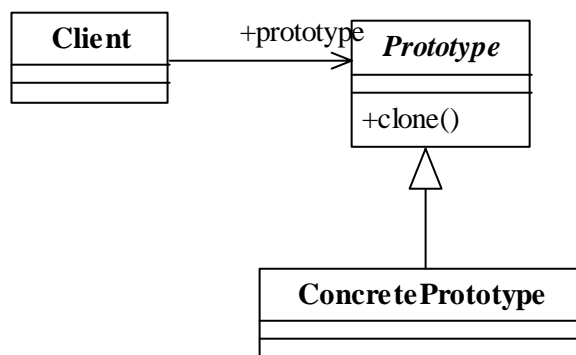 Client
+prototype
Prototype
+clone()
ConcretePrototype